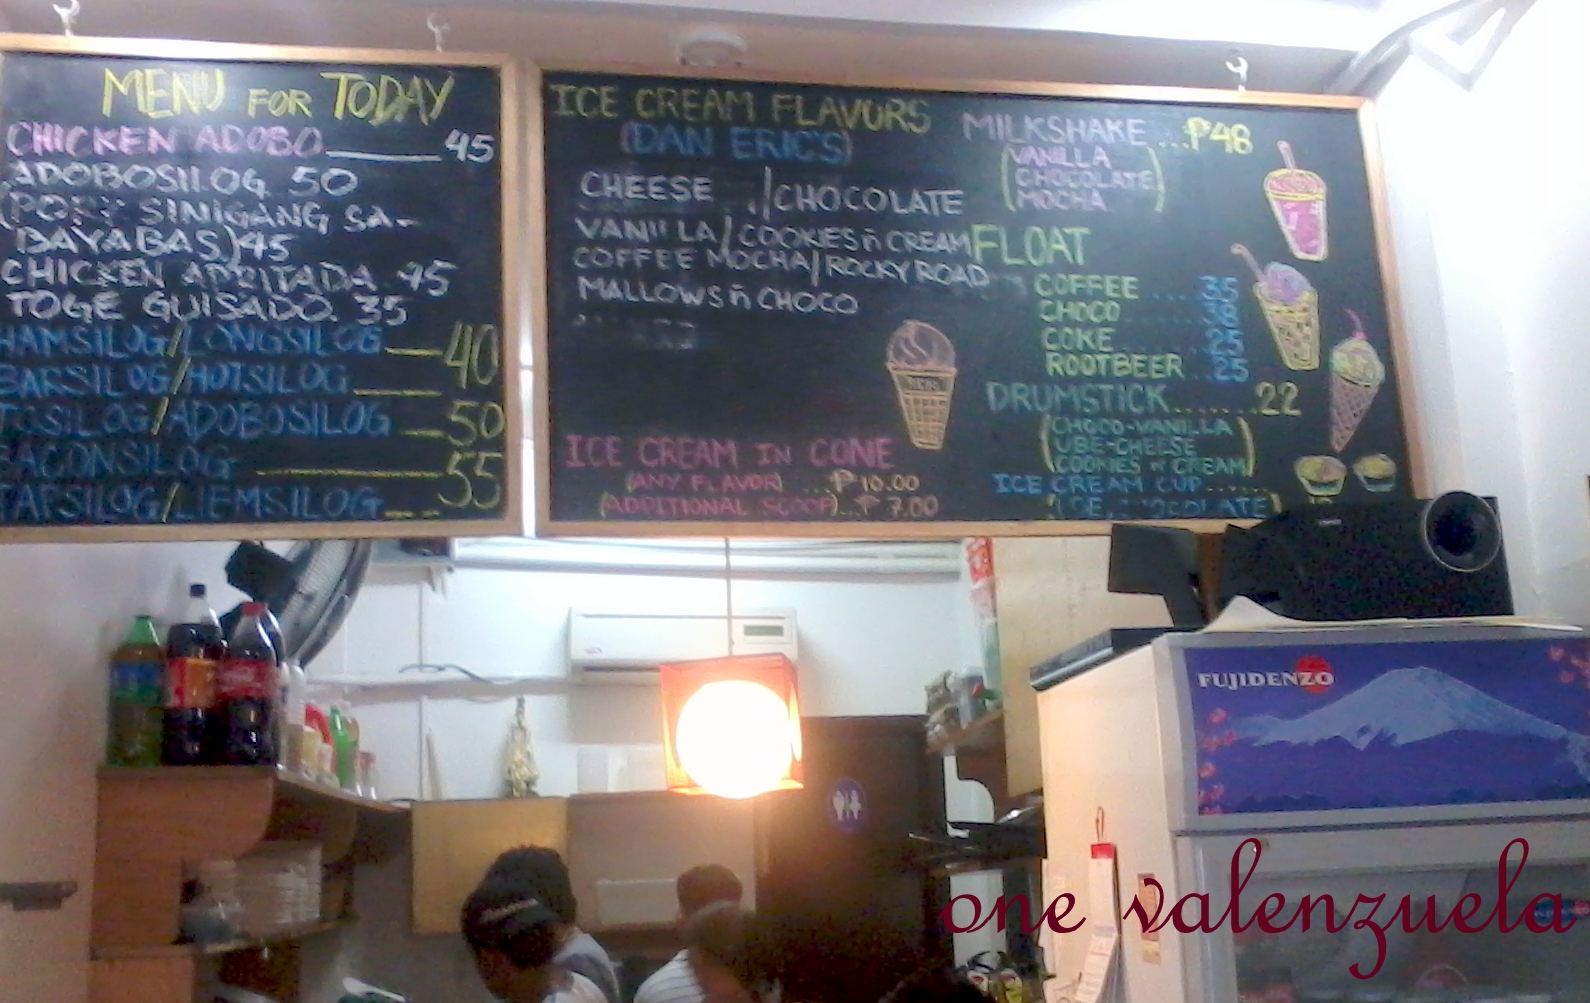 MENU FOR TODAY
CHICKEN ADOBO 45
ADOBOSILOG. 50
(PORK SINIGANG SA-
BAYABAS) 45
CHICKEN APRITADA. 45
TOGE GUISADO. 35
HAMSILOG/LONGSILOG 40
BARSILOG/HOTSILOG
TOSILOG/ADOBOSILOG 50
BACONSILOG 55
TAPSILOG/LIEMSILOG
ICE CREAM FLAVORS
(DAN ERIC'S)
CHEESE /CHOCOLATE
VANILLA/COOKIES ñ CREAM
COFFEE MOCHA/ROCKY ROAD
MALLOWS ñ CHOCO
ICE CREAM IN CONE
(ANY FLAVOR) ...₱10.00
(ADDITIONAL SCOOP)...₱ 7.00
MILKSHAKE ...₱48
(VANILLA
CHOCOLATE
MOCHA)
FLOAT
COFFEE ....35
CHOCO
COKE 25
ROOTBEER ..25
DRUMSTICK.......22
(CHOCO-VANILLA
UBE-CHEESE
COOKIES n' CREAM)
ICE CREAM CUP......
FUJIDENZO
one valenzuela